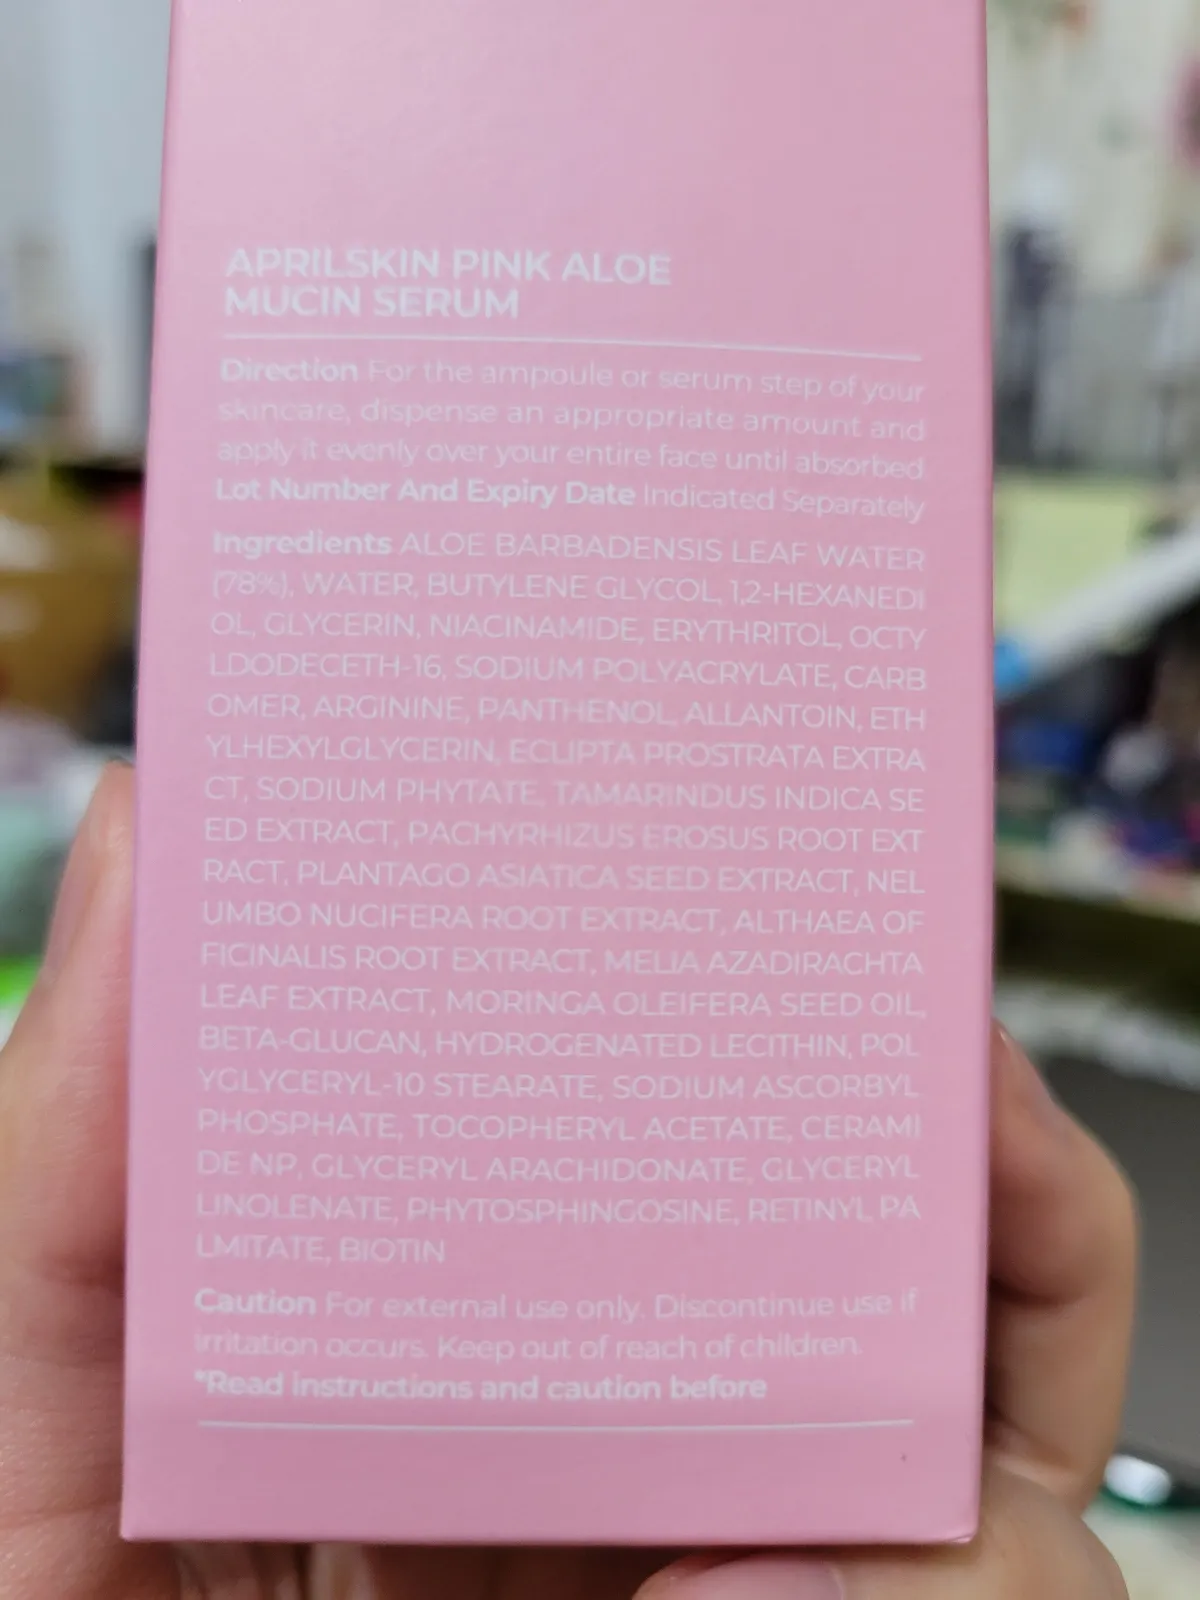 APRILSKIN PINK ALOE
MUCIN SERUM
Direction For the ampoule or serum step of your
skincare, dispense an appropriate amount and
apply it evenly over your entire face until absorbed.
Lot Number And Expiry Date Indicated Separately
Ingredients ALOE BARBADENSIS LEAF WATER
(78%), WATER, BUTYLENE GLYCOL, 1,2-HEXANEDI
OL, GLYCERIN, NIACINAMIDE, ERYTHRITOL, OCTY
LDODECETH-16, SODIUM POLYACRYLATE, CARB
OMER, ARGININE, PANTHENOL, ALLANTOIN, ETH
YLHEXYLGLYCERIN, ECLIPTA PROSTRATA EXTRA
CT, SODIUM PHYTATE, TAMARINDUS INDICA SE
ED EXTRACT, PACHYRHIZUS EROSUS ROOT EXT
RACT, PLANTAGO ASIATICA SEED EXTRACT, NEL
UMBO NUCIFERA ROOT EXTRACT, ALTHAEA OF
FICINALIS ROOT EXTRACT, MELIA AZADIRACHTA
LEAF EXTRACT, MORINGA OLEIFERA SEED OIL,
BETA-GLUCAN, HYDROGENATED LECITHIN, POL
YGLYCERYL-10 STEARATE, SODIUM ASCORBYL
PHOSPHATE, TOCOPHERYL ACETATE, CERAMI
DE NP, GLYCERYL ARACHIDONATE, GLYCERYL
LINOLENATE, PHYTOSPHINGOSINE, RETINYL PA
LMITATE, BIOTIN
Caution For external use only. Discontinue use if
irritation occurs. Keep out of reach of children.
*Read instructions and caution before